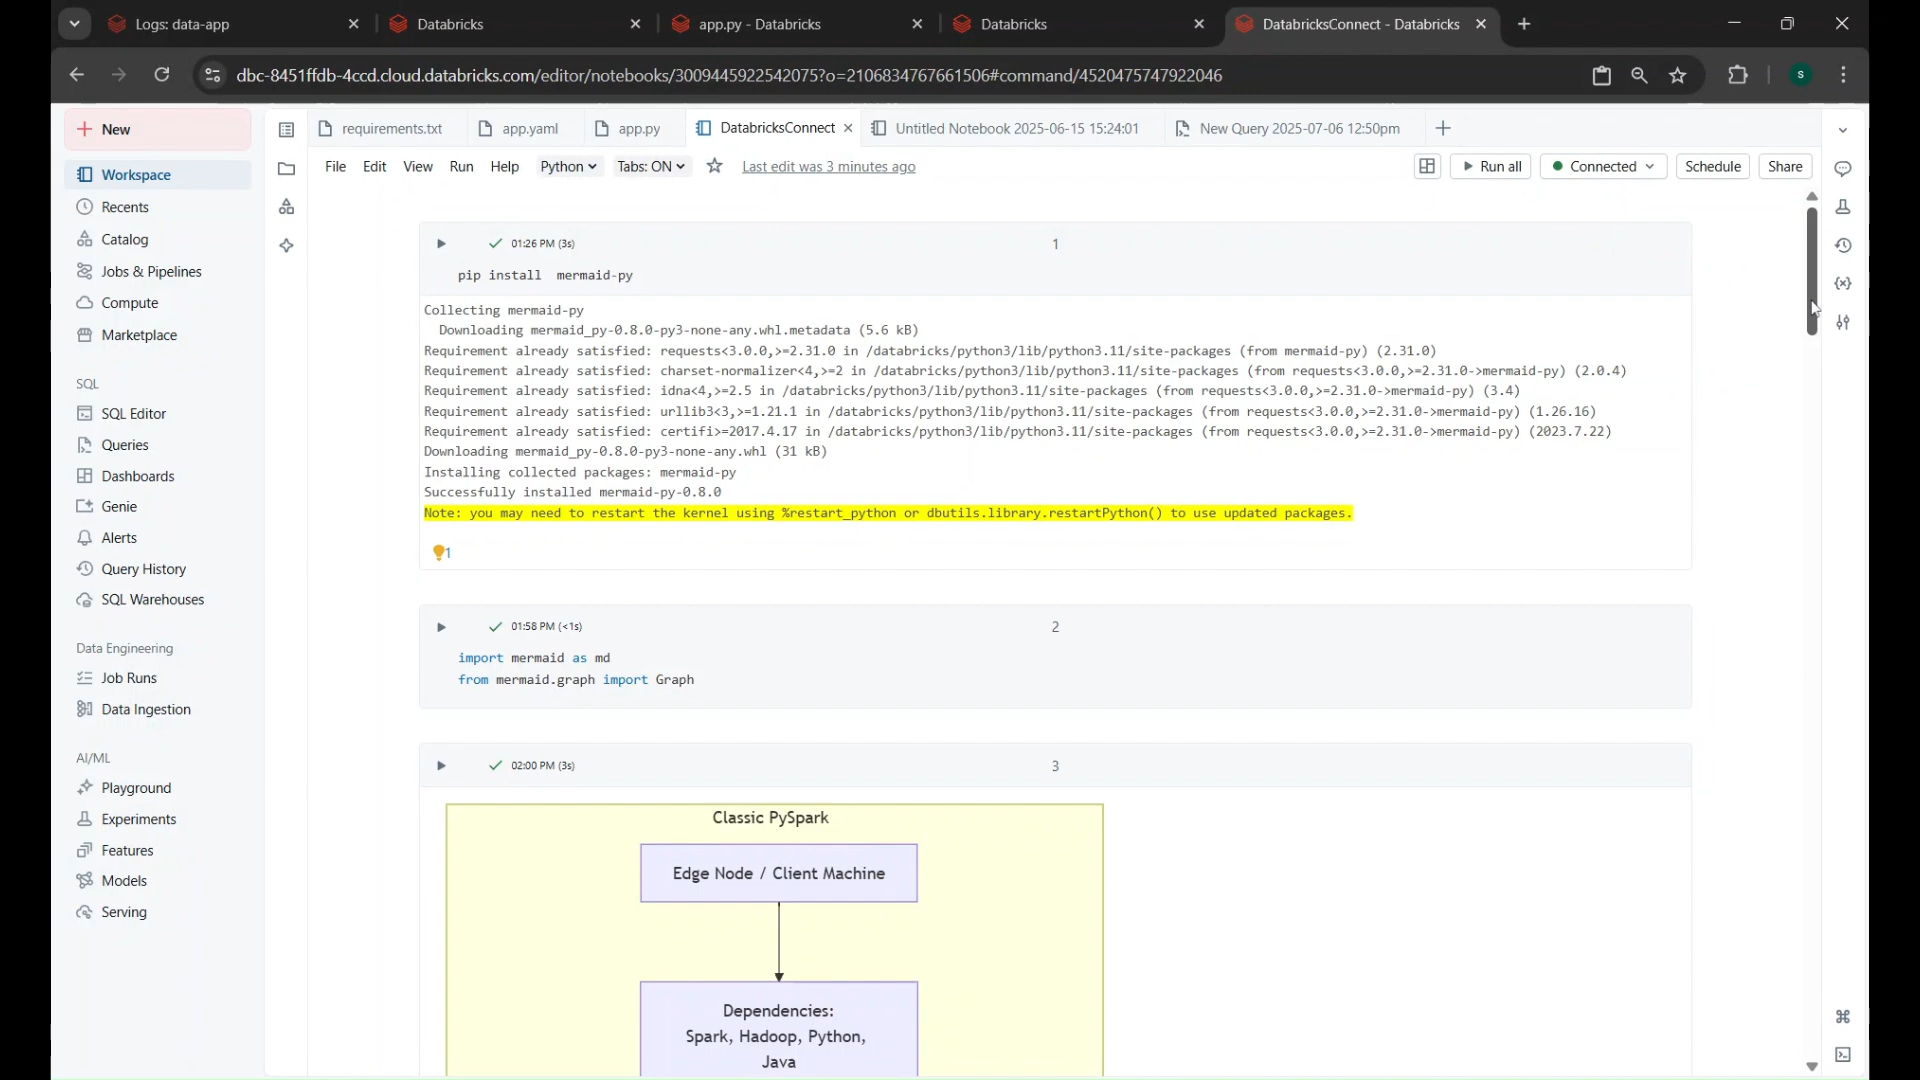 Logs: data-app
Databricks
app.py - Databricks
Databricks
DatabricksConnect - Databricks
dbc-8451ffdb-4ccd.cloud.databricks.com/editor/notebooks/3009445922542075?o=2106834767661506#command/4520475747922046
S
New
Workspace
Recents
Catalog
Jobs & Pipelines
Compute
Marketplace
SQL
SQL Editor
Queries
Dashboards
Genie
Alerts
Query History
SQL Warehouses
Data Engineering
Job Runs
Data Ingestion
AI/ML
Playground
Experiments
Features
Models
Serving
requirements.txt
app.yaml
app.py
DatabricksConnect
Untitled Notebook 2025-06-15 15:24:01
New Query 2025-07-06 12:50pm
File Edit View Run Help Python Tabs: ON Last edit was 3 minutes ago
Run all
Connected
Schedule
Share
01:26 PM (3s) 1
pip install mermaid-py
Collecting mermaid-py
Downloading mermaid_py-0.8.0-py3-none-any.whl.metadata (5.6 kB)
Requirement already satisfied: requests<3.0.0,>=2.31.0 in /databricks/python3/lib/python3.11/site-packages (from mermaid-py) (2.31.0)
Requirement already satisfied: charset-normalizer<4,>=2 in /databricks/python3/lib/python3.11/site-packages (from requests<3.0.0,>=2.31.0->mermaid-py) (2.0.4)
Requirement already satisfied: idna<4,>=2.5 in /databricks/python3/lib/python3.11/site-packages (from requests<3.0.0,>=2.31.0->mermaid-py) (3.4)
Requirement already satisfied: urllib3<3,>=1.21.1 in /databricks/python3/lib/python3.11/site-packages (from requests<3.0.0,>=2.31.0->mermaid-py) (1.26.16)
Requirement already satisfied: certifi>=2017.4.17 in /databricks/python3/lib/python3.11/site-packages (from requests<3.0.0,>=2.31.0->mermaid-py) (2023.7.22)
Downloading mermaid_py-0.8.0-py3-none-any.whl (31 kB)
Installing collected packages: mermaid-py
Successfully installed mermaid-py-0.8.0
Note: you may need to restart the kernel using %restart_python or dbutils.library.restartPython() to use updated packages.
1
01:58 PM (<1s) 2
import mermaid as md
from mermaid.graph import Graph
02:00 PM (3s) 3
Classic PySpark
Edge Node / Client Machine
Dependencies:
Spark, Hadoop, Python,
Java